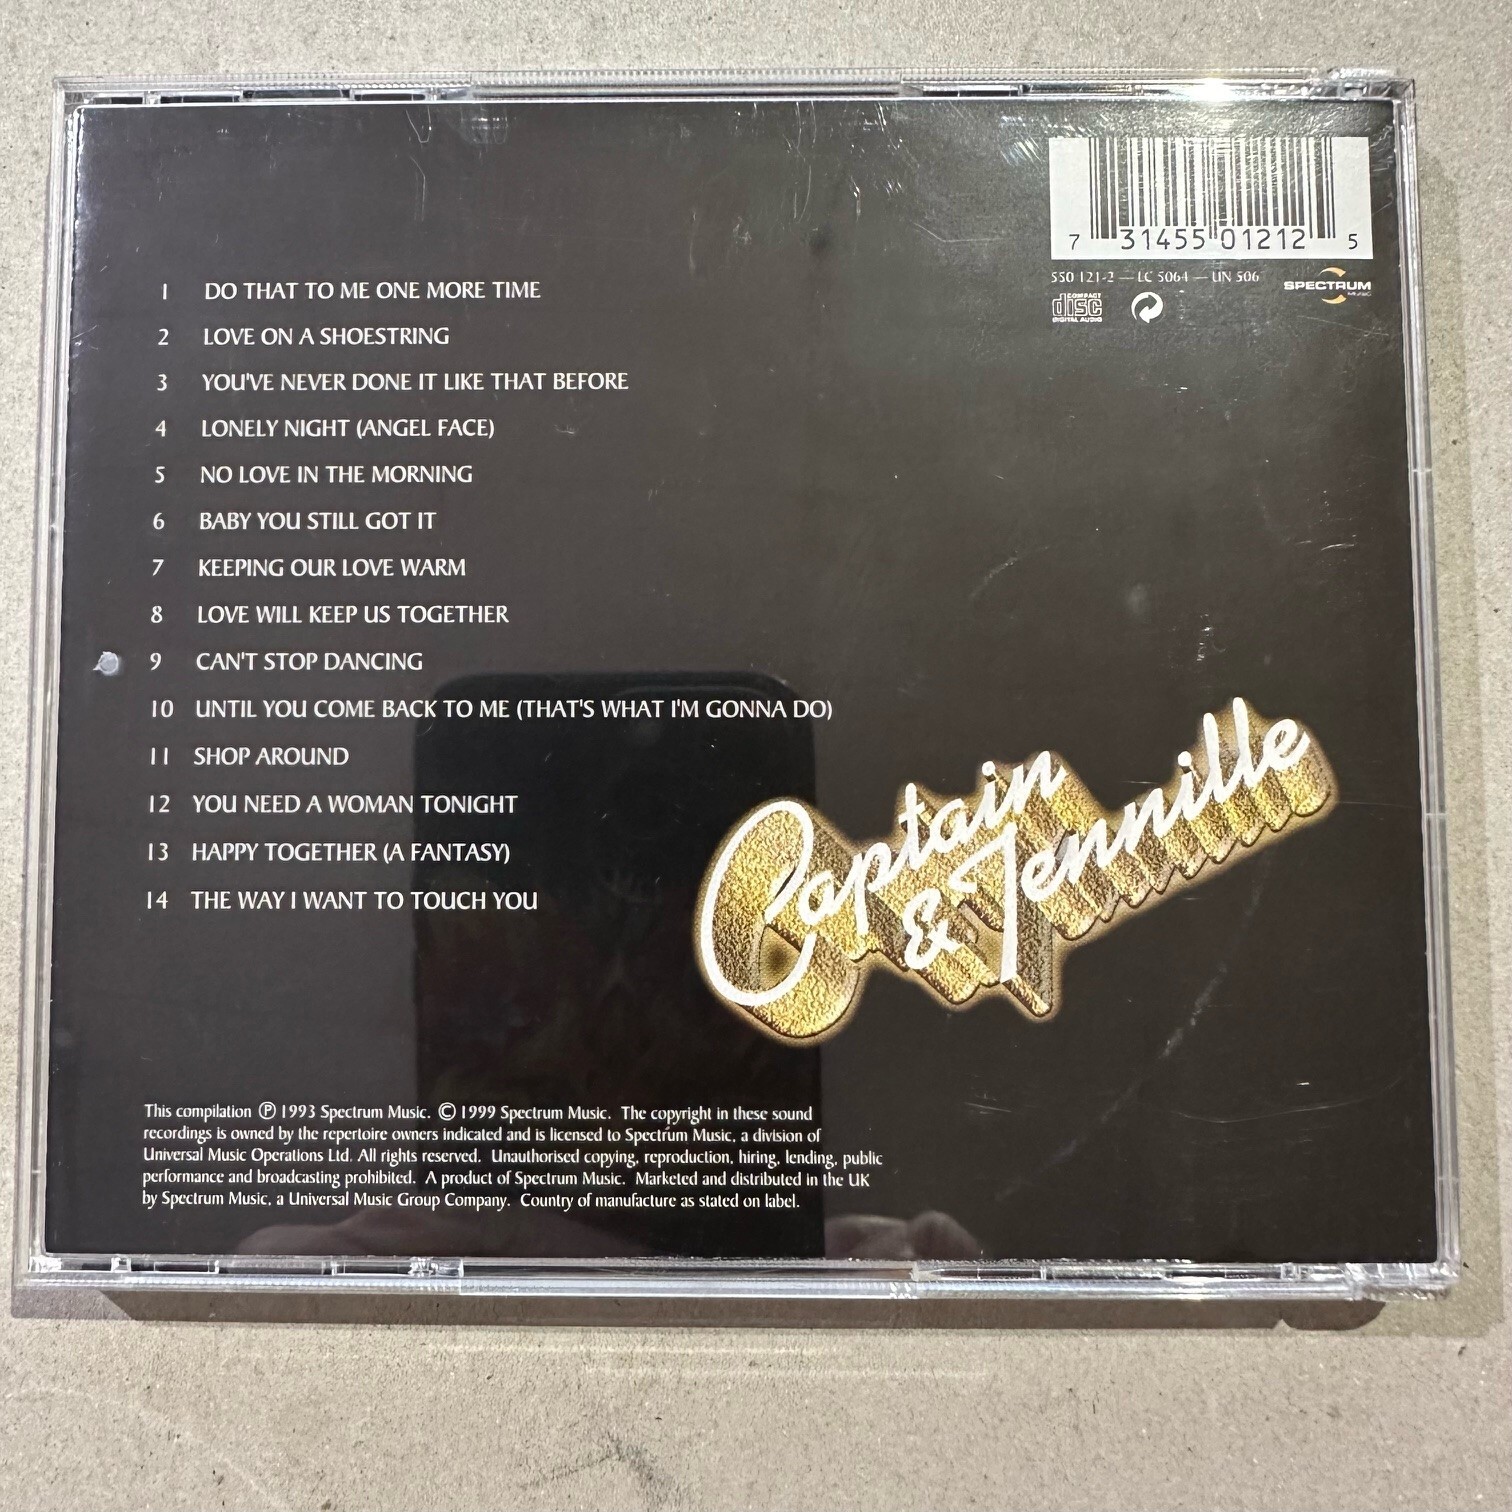 7 31455 01212 5
550 121-2 — LC 5064 — UN 506
SPECTRUM
MUSIC
COMPACT
disc
DIGITAL AUDIO
1 DO THAT TO ME ONE MORE TIME
2 LOVE ON A SHOESTRING
3 YOU'VE NEVER DONE IT LIKE THAT BEFORE
4 LONELY NIGHT (ANGEL FACE)
5 NO LOVE IN THE MORNING
6 BABY YOU STILL GOT IT
7 KEEPING OUR LOVE WARM
8 LOVE WILL KEEP US TOGETHER
9 CAN'T STOP DANCING
10 UNTIL YOU COME BACK TO ME (THAT'S WHAT I'M GONNA DO)
11 SHOP AROUND
12 YOU NEED A WOMAN TONIGHT
13 HAPPY TOGETHER (A FANTASY)
14 THE WAY I WANT TO TOUCH YOU
Captain
& Tennille
This compilation ℗ 1993 Spectrum Music. © 1999 Spectrum Music. The copyright in these sound
recordings is owned by the repertoire owners indicated and is licensed to Spectrum Music, a division of
Universal Music Operations Ltd. All rights reserved. Unauthorised copying, reproduction, hiring, lending, public
performance and broadcasting prohibited. A product of Spectrum Music. Marketed and distributed in the UK
by Spectrum Music, a Universal Music Group Company. Country of manufacture as stated on label.